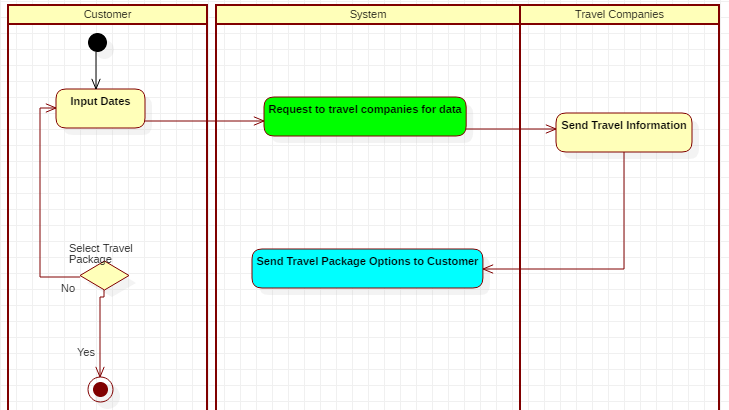 Customer
System
Travel Companies
Input Dates
Request to travel companies for data
Send Travel Information
Select Travel
Package
Send Travel Package Options to Customer
No
Yes